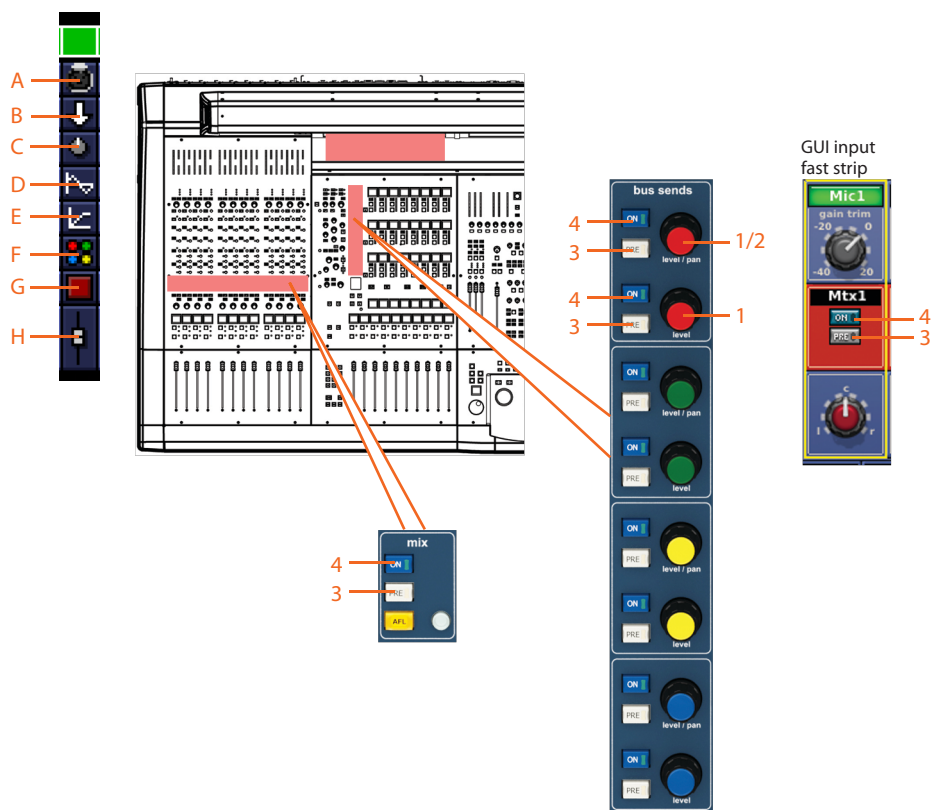 A
B
C
D
E
F
G
H
GUI input
fast strip
Mic1
gain trim
-20
0
-40
20
Mtx1
ON
4
PRE
3
c
l
r
bus sends
4
ON
3
PRE
1/2
level / pan
4
ON
3
PRE
1
level
ON
PRE
level / pan
ON
PRE
level
ON
PRE
level / pan
ON
PRE
level
ON
PRE
level / pan
ON
PRE
level
mix
4
ON
3
PRE
AFL